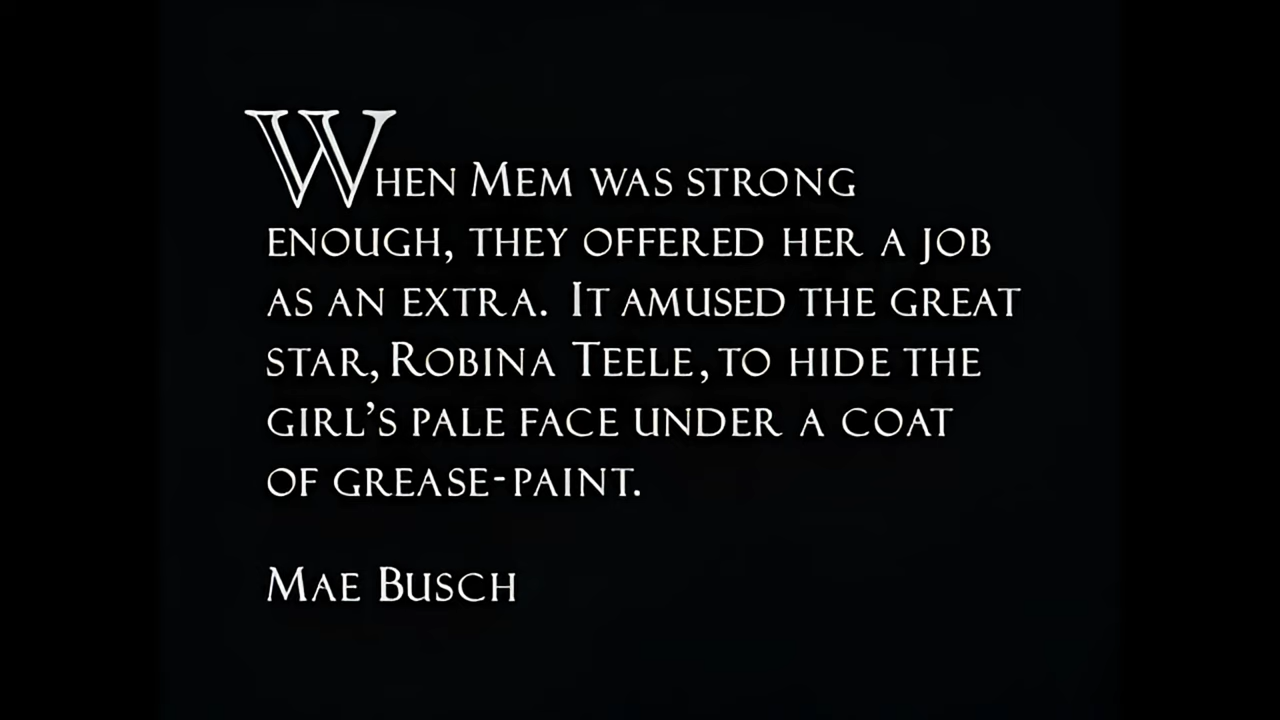 When Mem was strong
enough, they offered her a job
as an extra. It amused the great
star, Robina Teele, to hide the
girl's pale face under a coat
of grease-paint.
Mae Busch